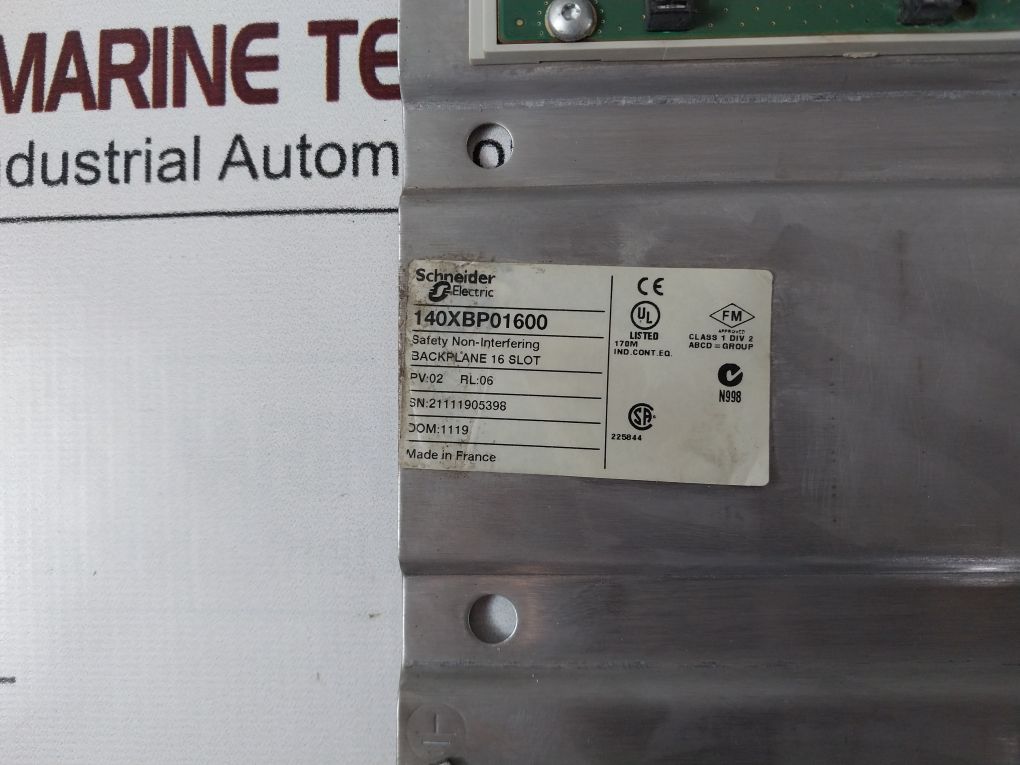 MARINE TE
ndustrial Autom
Schneider
Electric
140XBP01600
Safety Non-Interfering
BACKPLANE 16 SLOT
PV:02 RL:06
SN:21111905398
DOM:1119
Made in France
CE
UL
LISTED
170M
IND.CONT.EQ.
FM
APPROVED
CLASS 1 DIV 2
ABCD = GROUP
N998
SA
225844